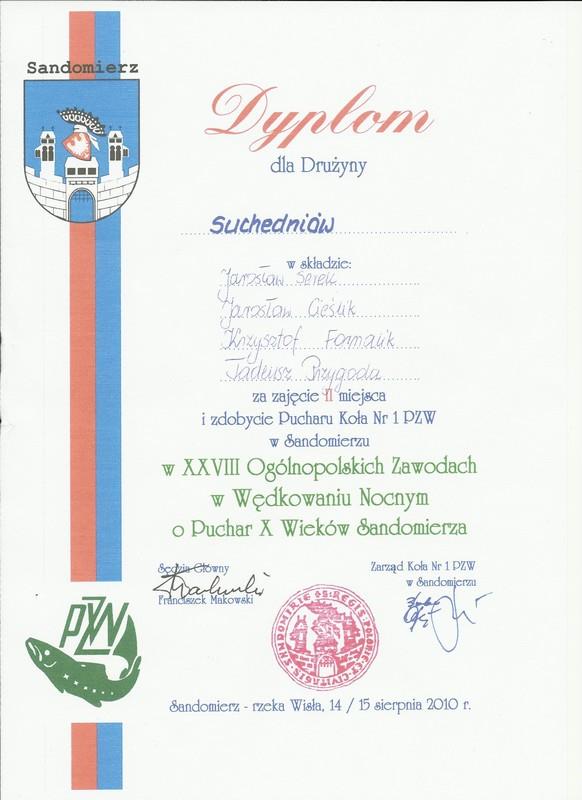 Sandomierz
Dyplom
dla Drużyny
Suchedniów
w składzie:
Jarosław Serek
Jarosław Cieślik
Krzysztof Formalik
Tadeusz Przygoda
za zajęcie II miejsca
i zdobycie Pucharu Koła Nr 1 PZW
w Sandomierzu
w XXVIII Ogólnopolskich Zawodach
w Wędkowaniu Nocnym
o Puchar X Wieków Sandomierza
Sędzia Główny
Franciszek Makowski
Zarząd Koła Nr 1 PZW
w Sandomierzu
PZW
Sandomierz - rzeka Wisła, 14 / 15 sierpnia 2010 r.